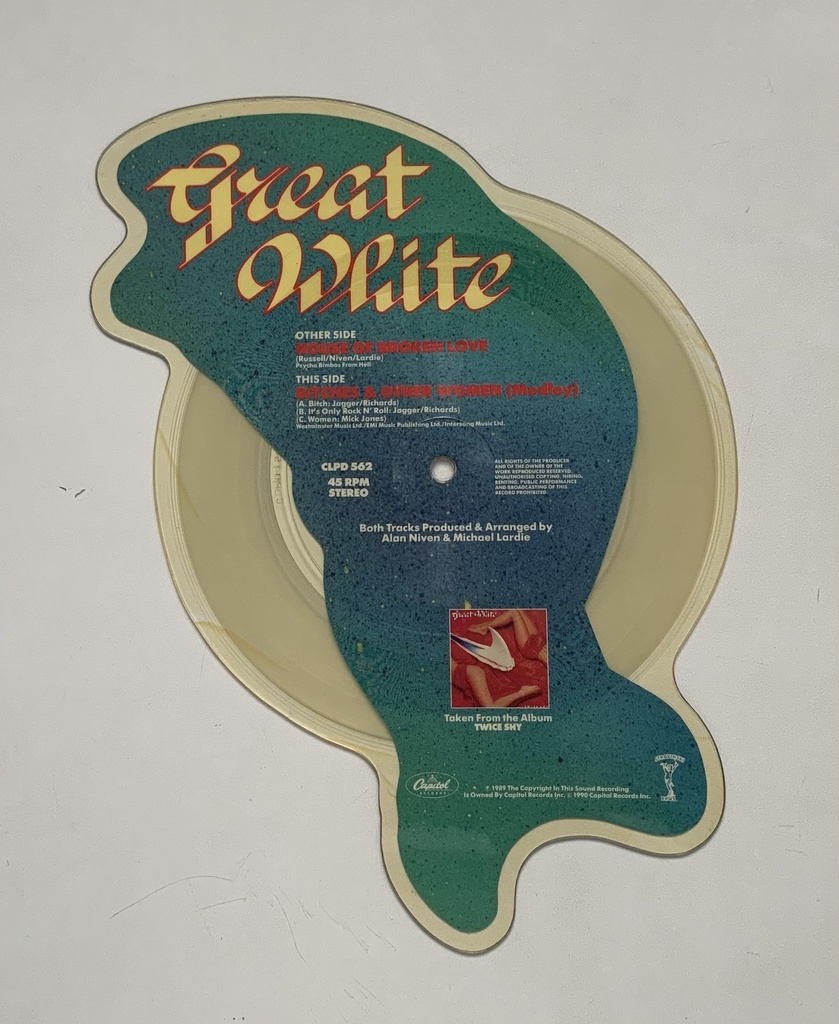 Great
White
OTHER SIDE
HOUSE OF BROKEN LOVE
(Russell/Niven/Lardie)
Psycho Bimbos From Hell
THIS SIDE
BITCHES & OTHER WOMEN (Medley)
(A. Bitch: Jagger/Richards)
(B. It's Only Rock N' Roll: Jagger/Richards)
(C. Women: Mick Jones)
Westminster Music Ltd./EMI Music Publishing Ltd./Intersong Music Ltd.
CLPD 562
45 RPM
STEREO
ALL RIGHTS OF THE PRODUCER
AND OF THE OWNER OF THE
WORK REPRODUCED RESERVED.
UNAUTHORISED COPYING, HIRING,
RENTING, PUBLIC PERFORMANCE
AND BROADCASTING OF THIS
RECORD PROHIBITED.
Both Tracks Produced & Arranged by
Alan Niven & Michael Lardie
Great White
Taken From the Album
TWICE SHY
Capitol
RECORDS
℗ 1989 The Copyright In This Sound Recording
Is Owned By Capitol Records Inc. © 1990 Capitol Records Inc.